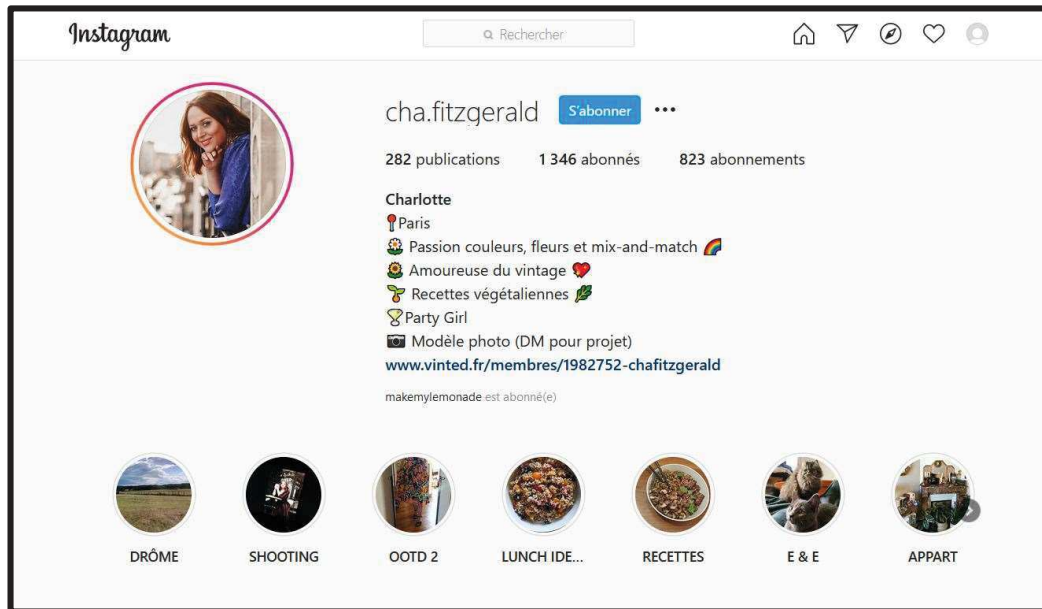 Instagram
Rechercher
cha.fitzgerald S'abonner •••
282 publications 1 346 abonnés 823 abonnements
Charlotte
📍Paris
🌼 Passion couleurs, fleurs et mix-and-match 🌈
🌻 Amoureuse du vintage 💖
🌱 Recettes végétaliennes 🌿
🏆Party Girl
📷 Modèle photo (DM pour projet)
www.vinted.fr/membres/1982752-chafitzgerald
makemylemonade est abonné(e)
DRÔME SHOOTING OOTD 2 LUNCH IDE... RECETTES E & E APPART